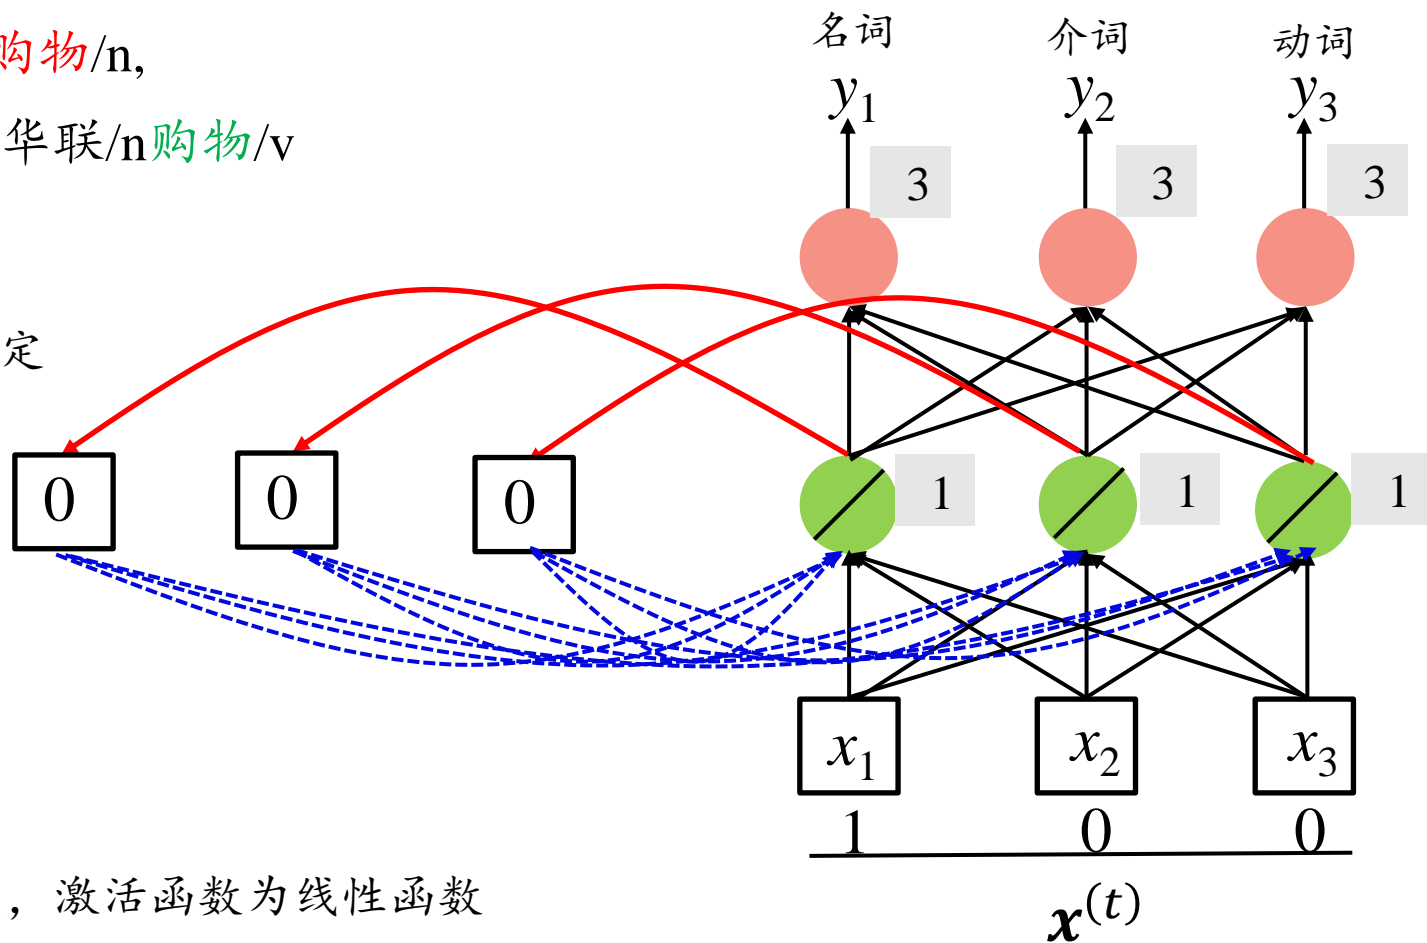 购物/n,
华联/n购物/v
名词 介词 动词
y1 y2 y3
3 3 3
定
0 0 0 1 1 1
x1 x2 x3
1 0 0
x(t)
，激活函数为线性函数